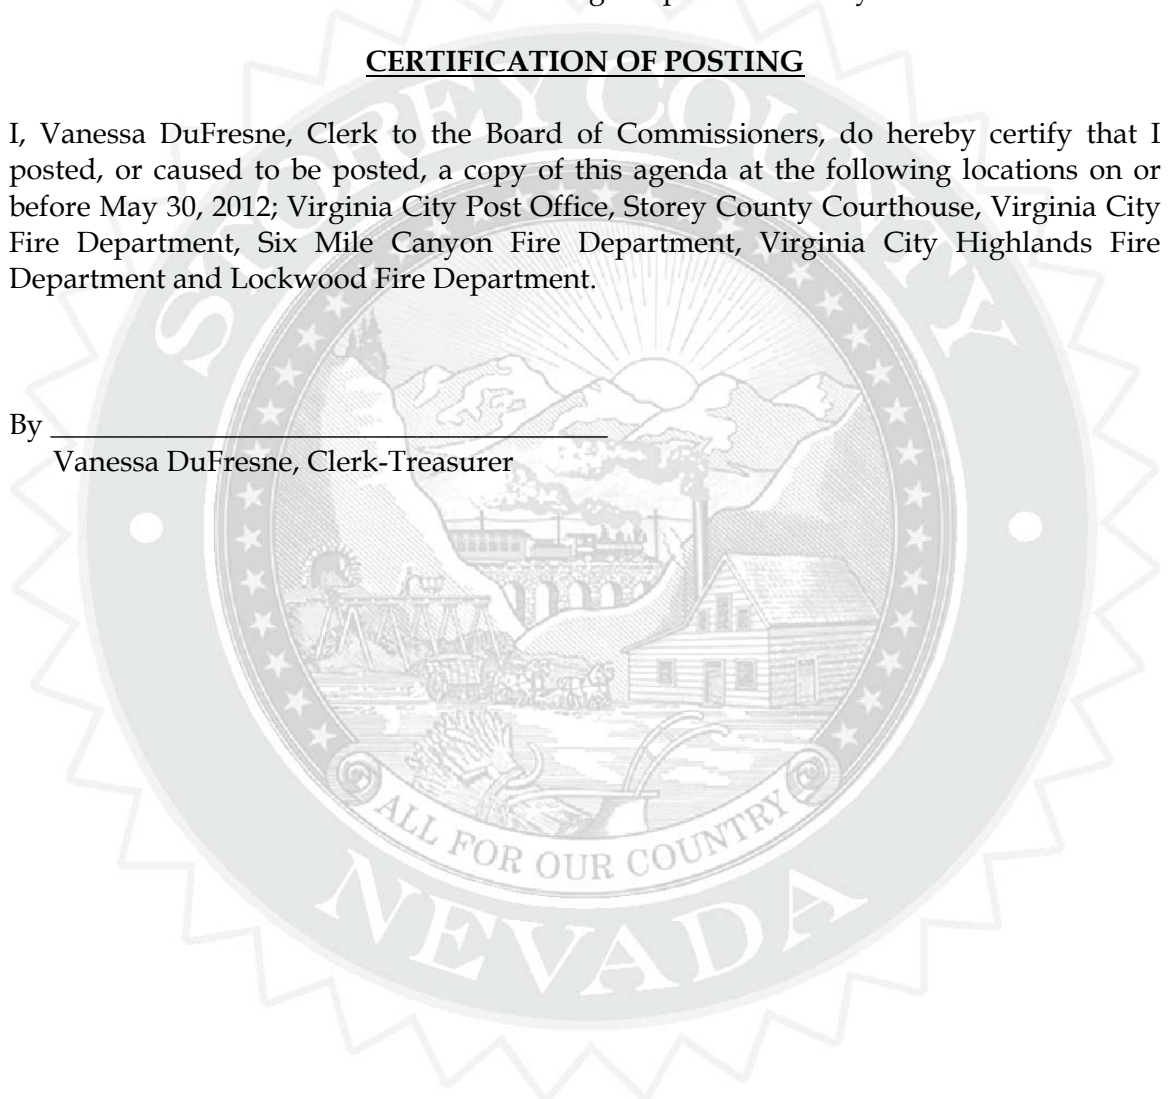 CERTIFICATION OF POSTING
I, Vanessa DuFresne, Clerk to the Board of Commissioners, do hereby certify that I
posted, or caused to be posted, a copy of this agenda at the following locations on or
before May 30, 2012; Virginia City Post Office, Storey County Courthouse, Virginia City
Fire Department, Six Mile Canyon Fire Department, Virginia City Highlands Fire
Department and Lockwood Fire Department.
By ______________________________________
Vanessa DuFresne, Clerk-Treasurer
STOREY COUNTY
ALL FOR OUR COUNTRY
NEVADA